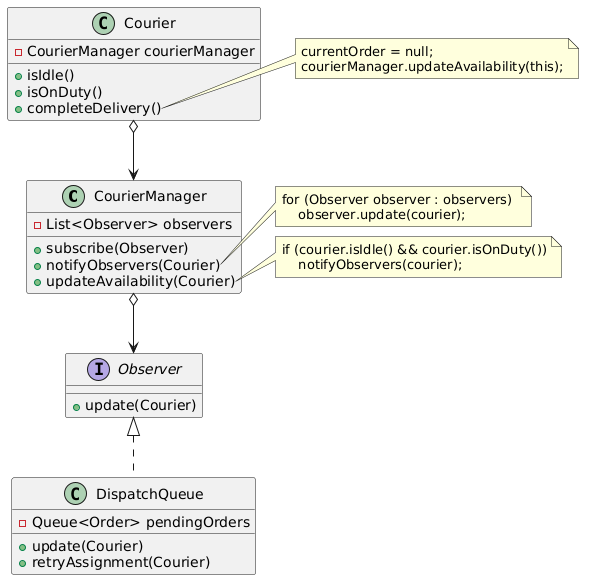 C Courier
CourierManager courierManager
isIdle()
isOnDuty()
completeDelivery()
currentOrder = null;
courierManager.updateAvailability(this);
C CourierManager
List<Observer> observers
subscribe(Observer)
notifyObservers(Courier)
updateAvailability(Courier)
for (Observer observer : observers)
observer.update(courier);
if (courier.isIdle() && courier.isOnDuty())
notifyObservers(courier);
I Observer
update(Courier)
C DispatchQueue
Queue<Order> pendingOrders
update(Courier)
retryAssignment(Courier)